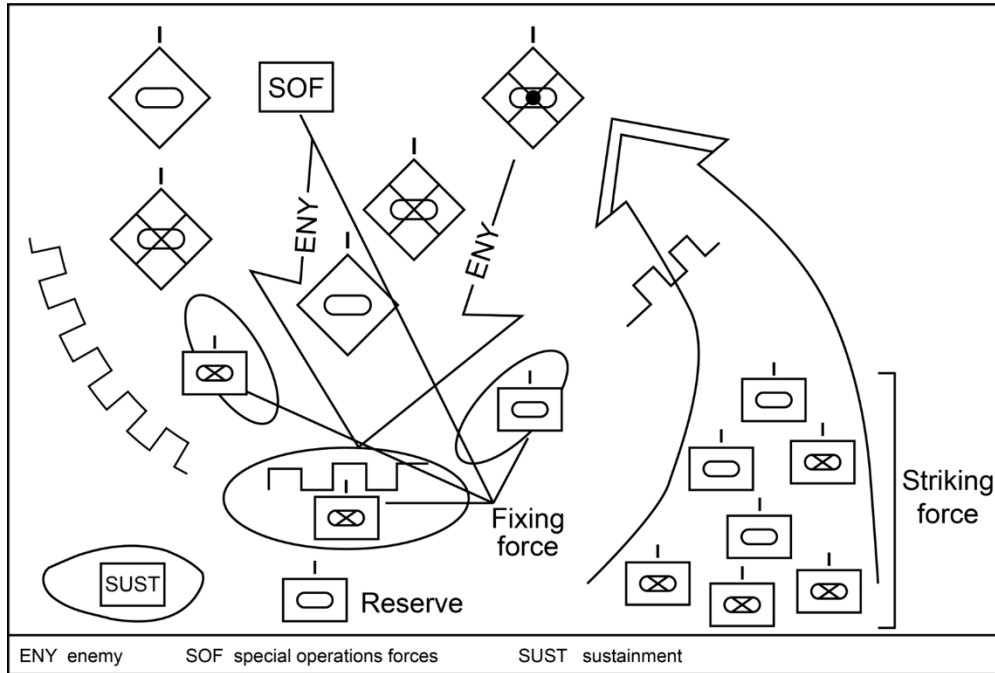 SOF
ENY
ENY
Fixing
force
Striking
force
SUST
Reserve
ENY enemy SOF special operations forces SUST sustainment